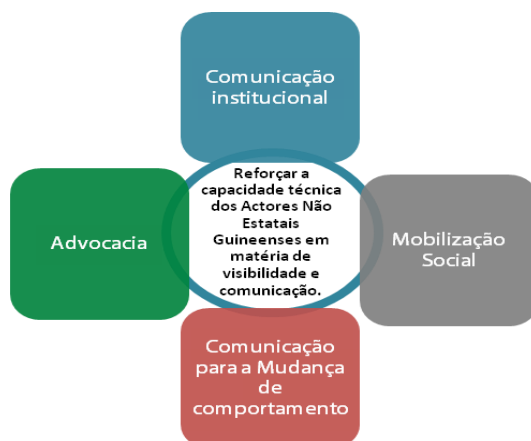 Comunicação
institucional
Reforçar a
capacidade técnica
dos Actores Não
Estatais
Guineenses em
matéria de
visibilidade e
comunicação.
Advocacia
Mobilização
Social
Comunicação
para a Mudança
de
comportamento